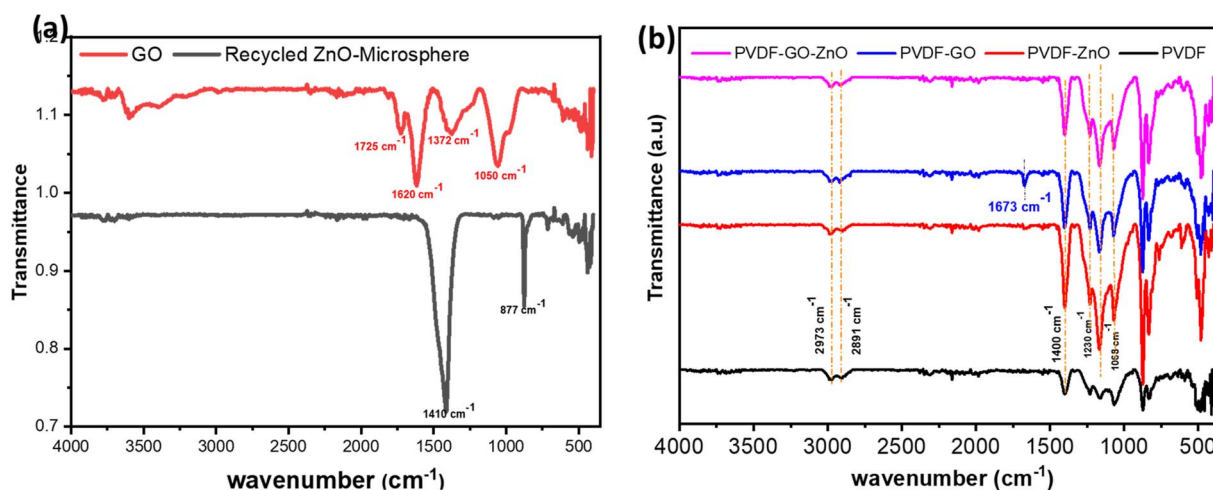 (a)
GO Recycled ZnO-Microsphere
1.2
1.1
1.0
0.9
0.8
0.7
Transmittance
1725 cm-1
1372 cm-1
1050 cm-1
1620 cm-1
877 cm-1
1410 cm-1
4000 3500 3000 2500 2000 1500 1000 500
wavenumber (cm-1)
(b)
PVDF-GO-ZnO PVDF-GO PVDF-ZnO PVDF
Transmittance (a.u)
1673 cm-1
2973 cm-1
2891 cm-1
1400 cm-1
1230 cm-1
1068 cm-1
4000 3500 3000 2500 2000 1500 1000 500
wavenumber (cm-1)